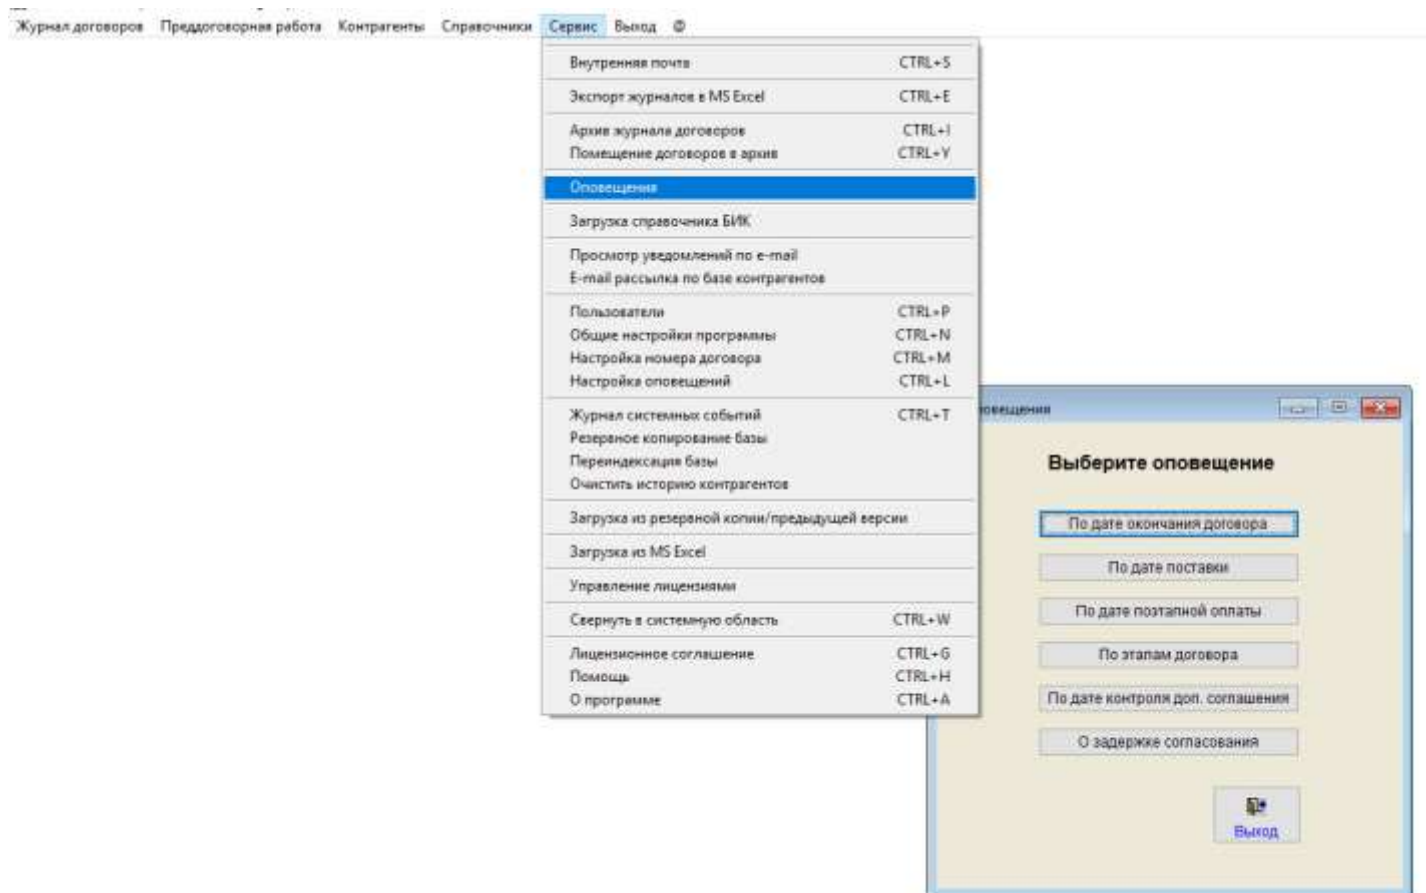 Журнал договоров Преддоговорная работа Контрагенты Справочники Сервис Выход Ф
Внутренняя почта CTRL+S
Экспорт журналов в MS Excel CTRL+E
Архив журнала договоров CTRL+I
Помещение договоров в архив CTRL+Y
Оповещения
Загрузка справочника БИК
Просмотр уведомлений по e-mail
E-mail рассылка по базе контрагентов
Пользователи CTRL+P
Общие настройки программы CTRL+N
Настройка номера договора CTRL+M
Настройка оповещений CTRL+L
Журнал системных событий CTRL+T
Резервное копирование базы
Переиндексация базы
Очистить историю контрагентов
Загрузка из резервной копии/предыдущей версии
Загрузка из MS Excel
Управление лицензиями
Свернуть в системную область CTRL+W
Лицензионное соглашение CTRL+G
Помощь CTRL+H
О программе CTRL+A
овещения
Выберите оповещение
По дате окончания договора
По дате поставки
По дате поэтапной оплаты
По этапам договора
По дате контроля доп. соглашения
О задержке согласования
Выход